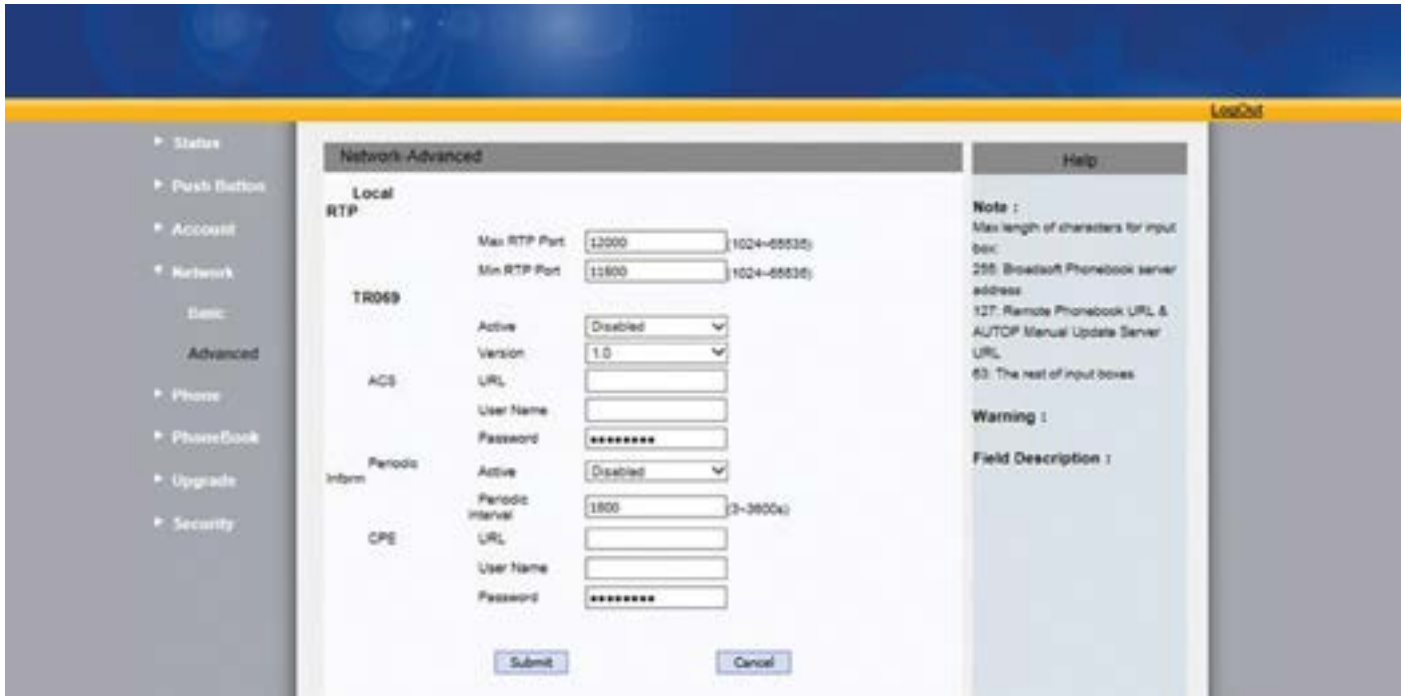 LogOut
Status
Push Button
Account
Network
Basic
Advanced
Phone
PhoneBook
Upgrade
Security
Network-Advanced
Local
RTP
Max RTP Port 12000 (1024~65535)
Min RTP Port 11800 (1024~65535)
TR069
Active Disabled
Version 1.0
ACS URL
User Name
Password ••••••••
Periodic
Inform Active Disabled
Periodic
Interval 1800 (3~3600s)
CPE URL
User Name
Password ••••••••
Submit Cancel
Help
Note :
Max length of characters for input
box:
255: Broadsoft Phonebook server
address
127: Remote Phonebook URL &
AUTOP Manual Update Server
URL
63: The rest of input boxes
Warning :
Field Description :